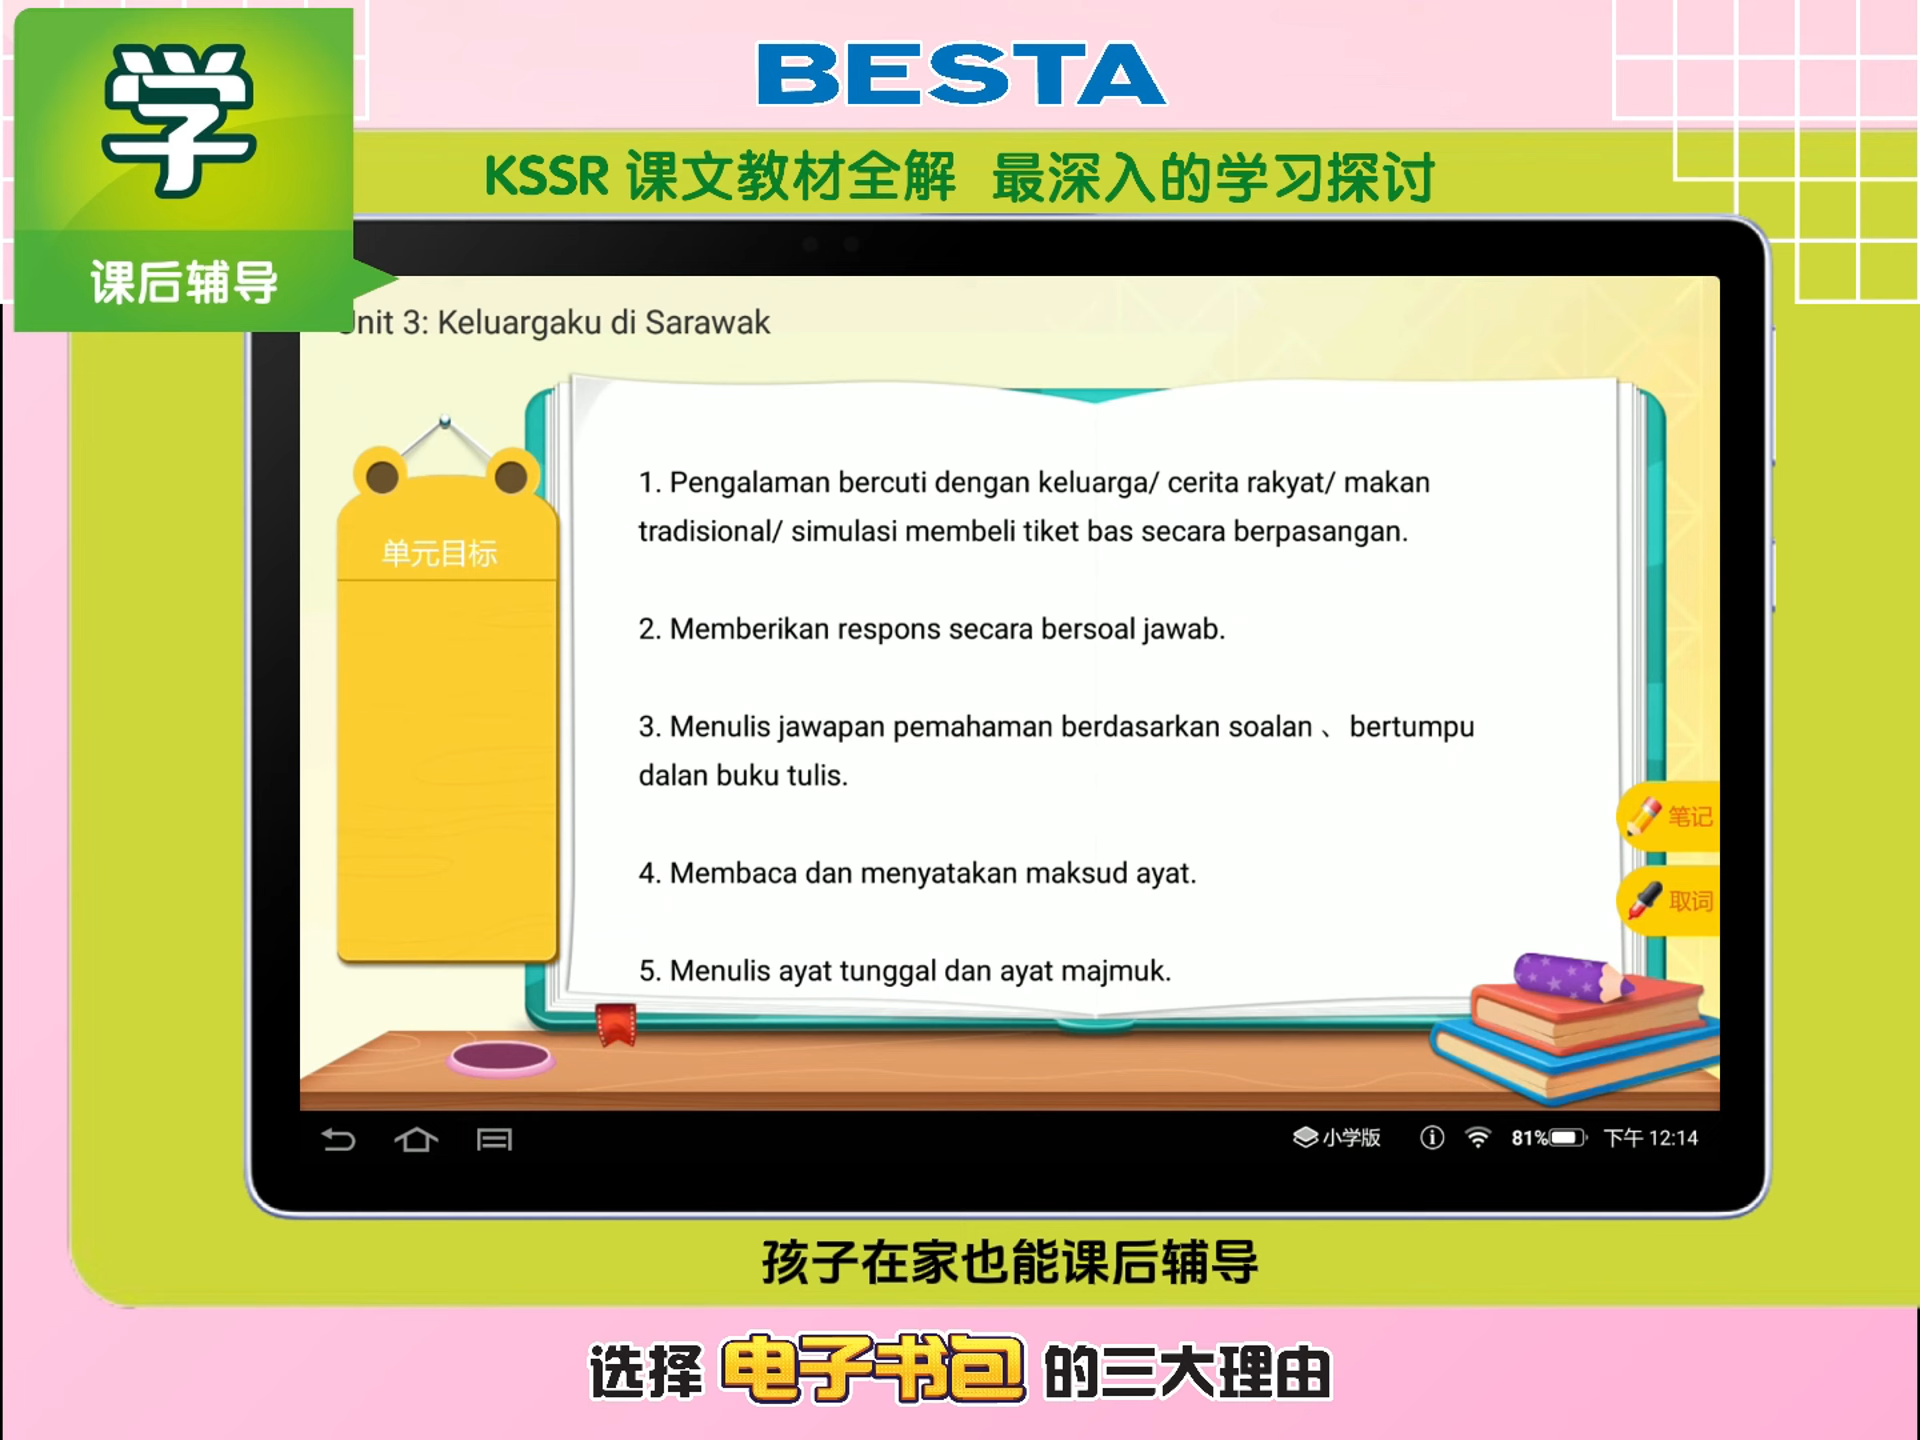 学
课后辅导
BESTA
KSSR 课文教材全解 最深入的学习探讨
Unit 3: Keluargaku di Sarawak
单元目标
1. Pengalaman bercuti dengan keluarga/ cerita rakyat/ makan
tradisional/ simulasi membeli tiket bas secara berpasangan.
2. Memberikan respons secara bersoal jawab.
3. Menulis jawapan pemahaman berdasarkan soalan 、 bertumpu
dalan buku tulis.
4. Membaca dan menyatakan maksud ayat.
5. Menulis ayat tunggal dan ayat majmuk.
笔记
取词
小学版 81% 下午 12:14
孩子在家也能课后辅导
选择 电子书包 的三大理由